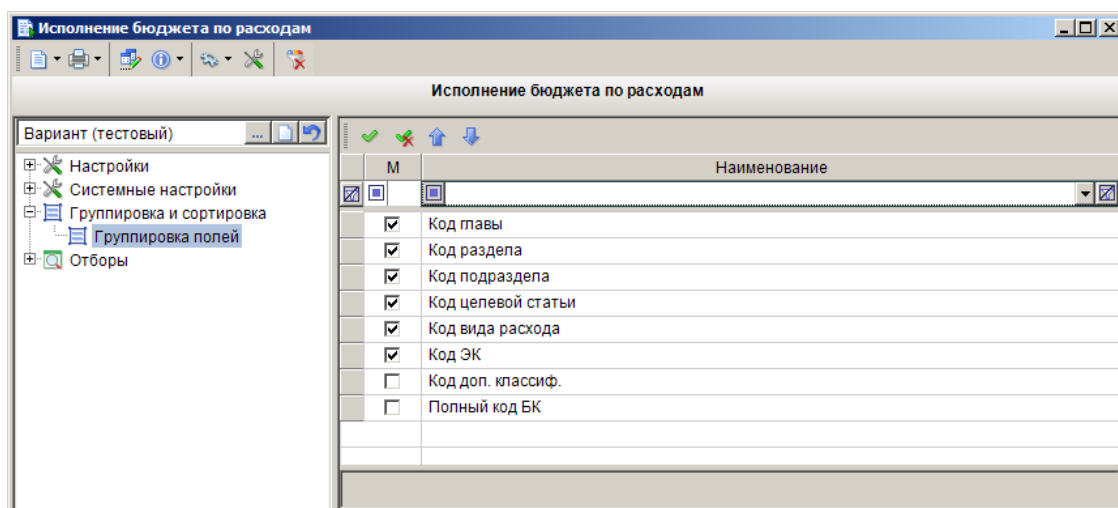 Исполнение бюджета по расходам
Исполнение бюджета по расходам
Вариант (тестовый) ...
Настройки
Системные настройки
Группировка и сортировка
Группировка полей
Отборы
М Наименование
Код главы
Код раздела
Код подраздела
Код целевой статьи
Код вида расхода
Код ЭК
Код доп. классиф.
Полный код БК